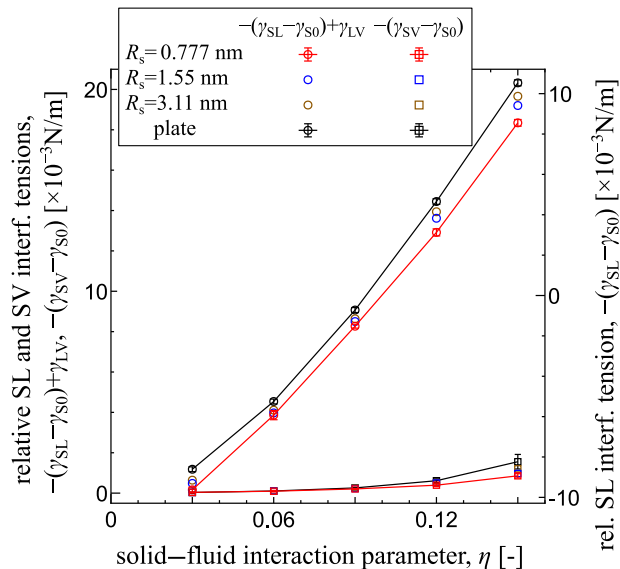 −(γSL−γS0)+γLV −(γSV−γS0)
Rs=0.777 nm
Rs=1.55 nm
Rs=3.11 nm
plate
relative SL and SV interf. tensions,
−(γSL−γS0)+γLV, −(γSV−γS0) [×10−3N/m]
20
10
0
10
0
−10
rel. SL interf. tension, −(γSL−γS0) [×10−3N/m]
0 0.06 0.12
solid−fluid interaction parameter, η [-]